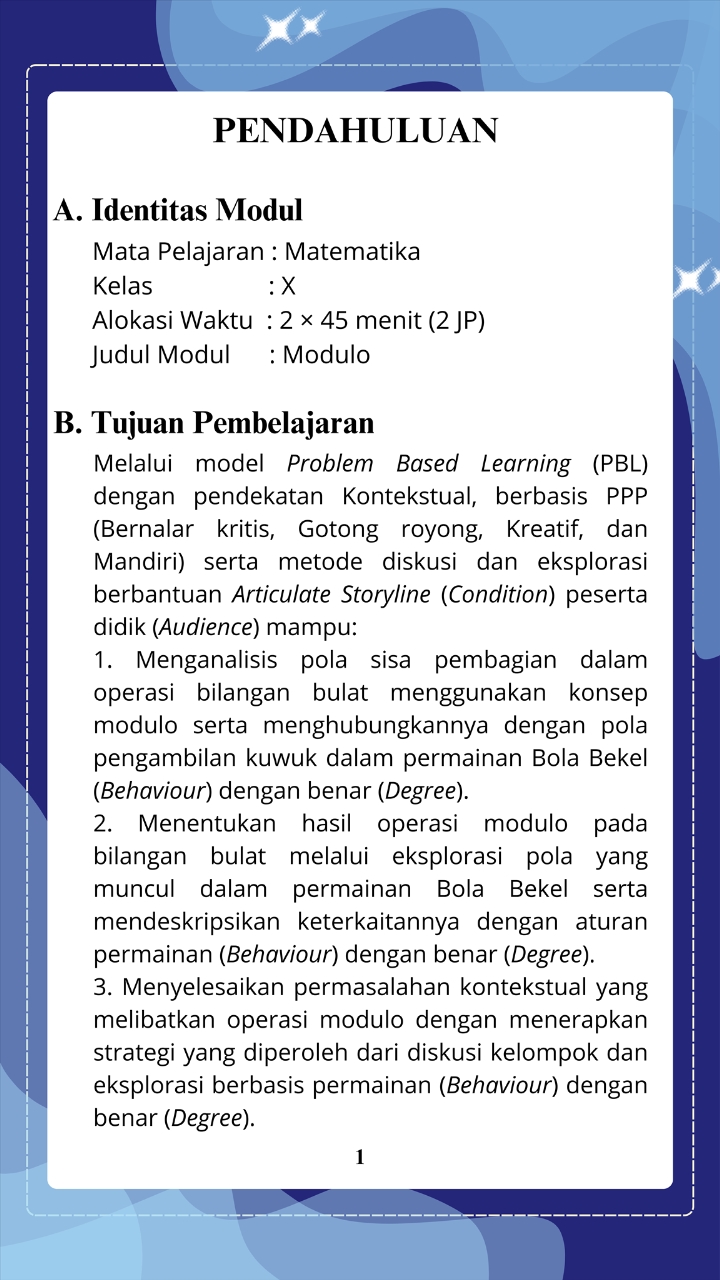 PENDAHULUAN
A. Identitas Modul
Mata Pelajaran : Matematika
Kelas : X
Alokasi Waktu : 2 × 45 menit (2 JP)
Judul Modul : Modulo
B. Tujuan Pembelajaran
Melalui model Problem Based Learning (PBL)
dengan pendekatan Kontekstual, berbasis PPP
(Bernalar kritis, Gotong royong, Kreatif, dan
Mandiri) serta metode diskusi dan eksplorasi
berbantuan Articulate Storyline (Condition) peserta
didik (Audience) mampu:
1. Menganalisis pola sisa pembagian dalam
operasi bilangan bulat menggunakan konsep
modulo serta menghubungkannya dengan pola
pengambilan kuwuk dalam permainan Bola Bekel
(Behaviour) dengan benar (Degree).
2. Menentukan hasil operasi modulo pada
bilangan bulat melalui eksplorasi pola yang
muncul dalam permainan Bola Bekel serta
mendeskripsikan keterkaitannya dengan aturan
permainan (Behaviour) dengan benar (Degree).
3. Menyelesaikan permasalahan kontekstual yang
melibatkan operasi modulo dengan menerapkan
strategi yang diperoleh dari diskusi kelompok dan
eksplorasi berbasis permainan (Behaviour) dengan
benar (Degree).
1